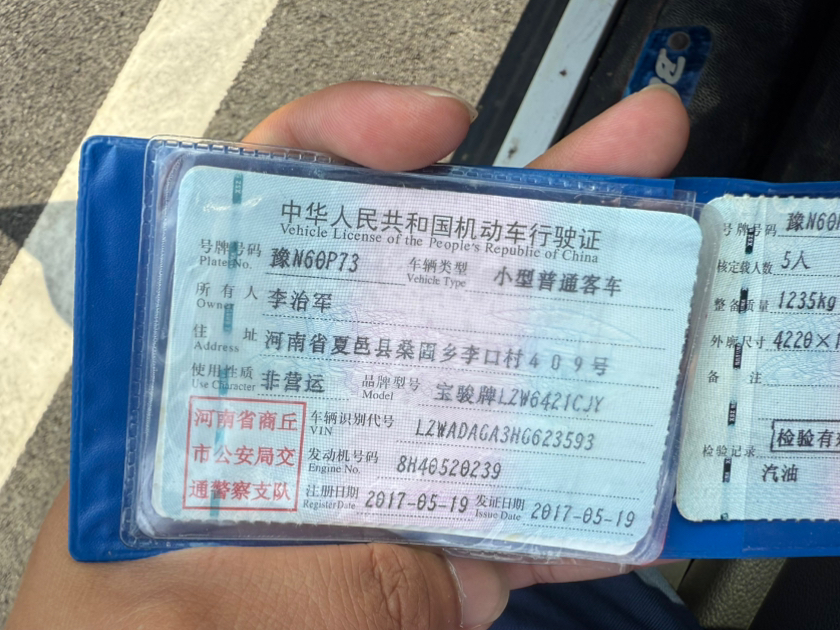 中华人民共和国机动车行驶证
Vehicle License of the People's Republic of China
号牌号码 豫N60P73 车辆类型 小型普通客车
Plate No. Vehicle Type
所有人 李治军
Owner
住址 河南省夏邑县桑固乡李口村409号
Address
使用性质 非营运 品牌型号 宝骏牌LZW6421CJY
Use Character Model
河南省商丘
市公安局交
通警察支队
车辆识别代号 LZWADAGA3HG623593
VIN
发动机号码 8H40520239
Engine No.
注册日期 2017-05-19 发证日期 2017-05-19
Register Date Issue Date
号牌号码 豫N60
核定载人数 5人
整备质量 1235kg
外廓尺寸 4220×1
备注
检验记录 检验有
汽油